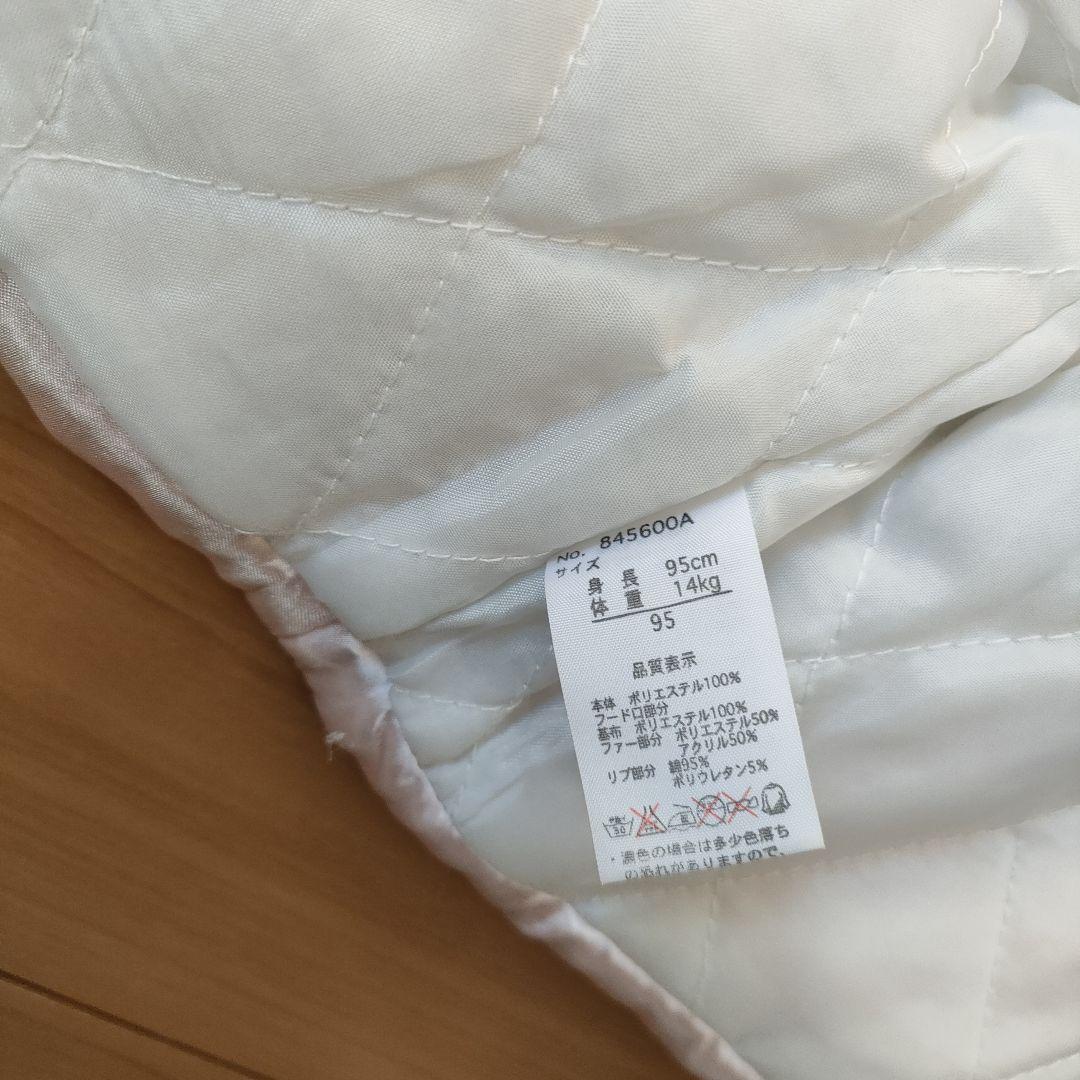 No. 845600A
サイズ
身長 95cm
体重 14kg
95
品質表示
本体 ポリエステル100%
フード口部分
基布 ポリエステル100%
ファー部分 ポリエステル50%
アクリル50%
リブ部分 綿95%
ポリウレタン5%
30
・濃色の場合は多少色落ち
の恐れがありますので、